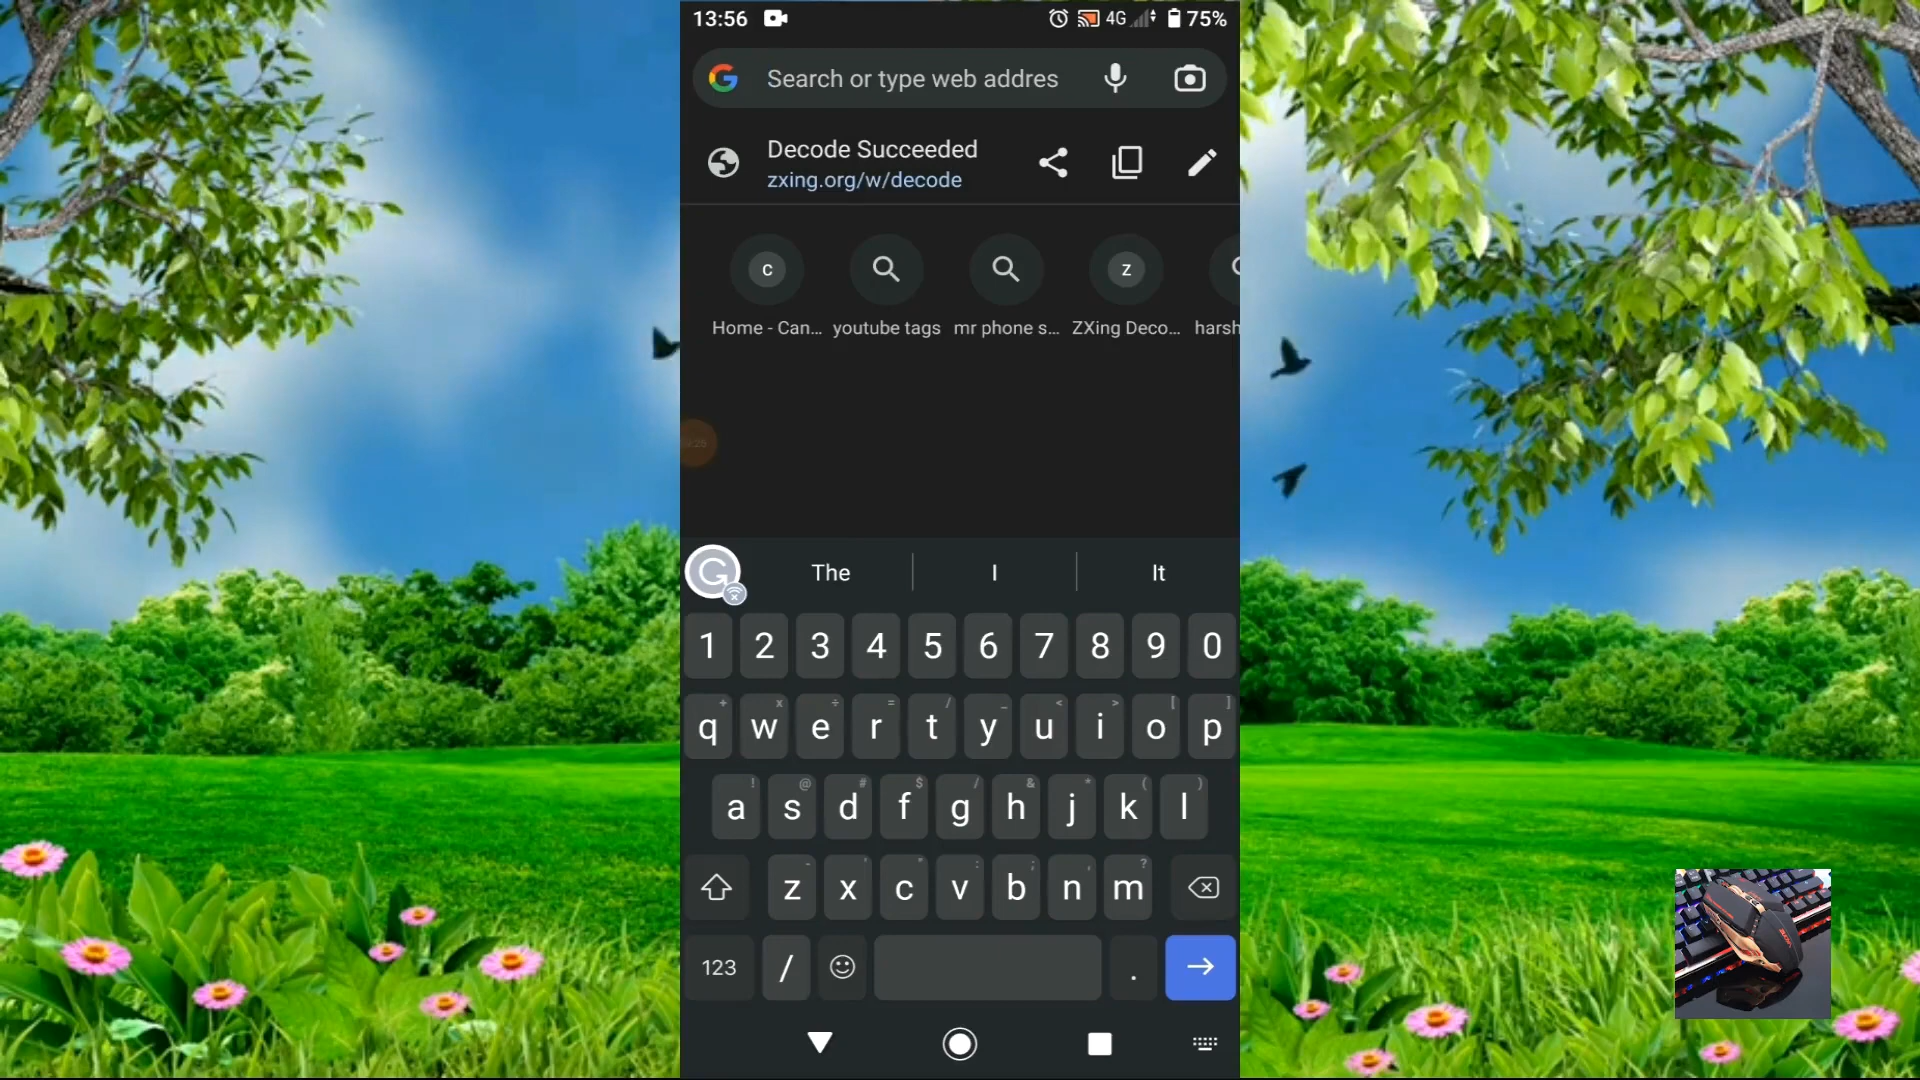 13:56 4G 75%
Search or type web addres
Decode Succeeded
zxing.org/w/decode
c z
Home - Can... youtube tags mr phone s... ZXing Deco... harsh
The I It
1 2 3 4 5 6 7 8 9 0
q w e r t y u i o p
a s d f g h j k l
z x c v b n m
123 / .